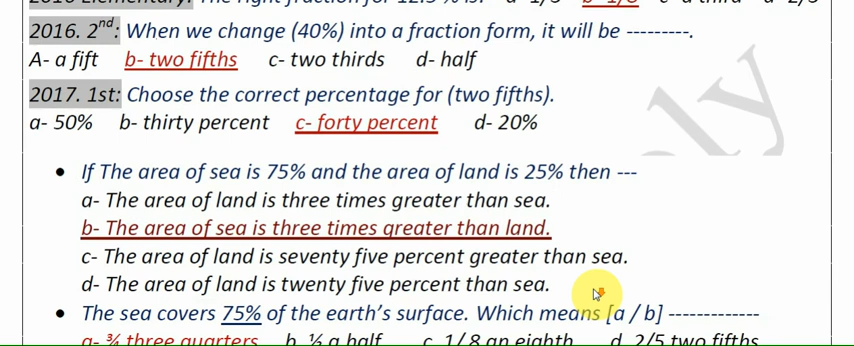 2016. 2nd: When we change (40%) into a fraction form, it will be ---------.
A- a fift b- two fifths c- two thirds d- half
2017. 1st: Choose the correct percentage for (two fifths).
a- 50% b- thirty percent c- forty percent d- 20%
• If The area of sea is 75% and the area of land is 25% then ---
a- The area of land is three times greater than sea.
b- The area of sea is three times greater than land.
c- The area of land is seventy five percent greater than sea.
d- The area of land is twenty five percent than sea.
• The sea covers 75% of the earth's surface. Which means [a / b] -------------
a- ¾ three quarters b. ½ a half c. 1/8 an eighth d. 2/5 two fifths